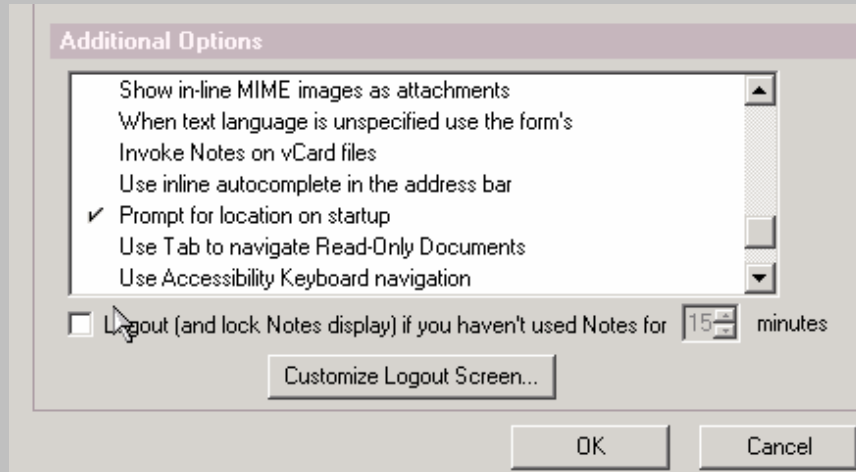 Additional Options
Show in-line MIME images as attachments
When text language is unspecified use the form's
Invoke Notes on vCard files
Use inline autocomplete in the address bar
Prompt for location on startup
Use Tab to navigate Read-Only Documents
Use Accessibility Keyboard navigation
Logout (and lock Notes display) if you haven't used Notes for 15 minutes
Customize Logout Screen...
OK Cancel